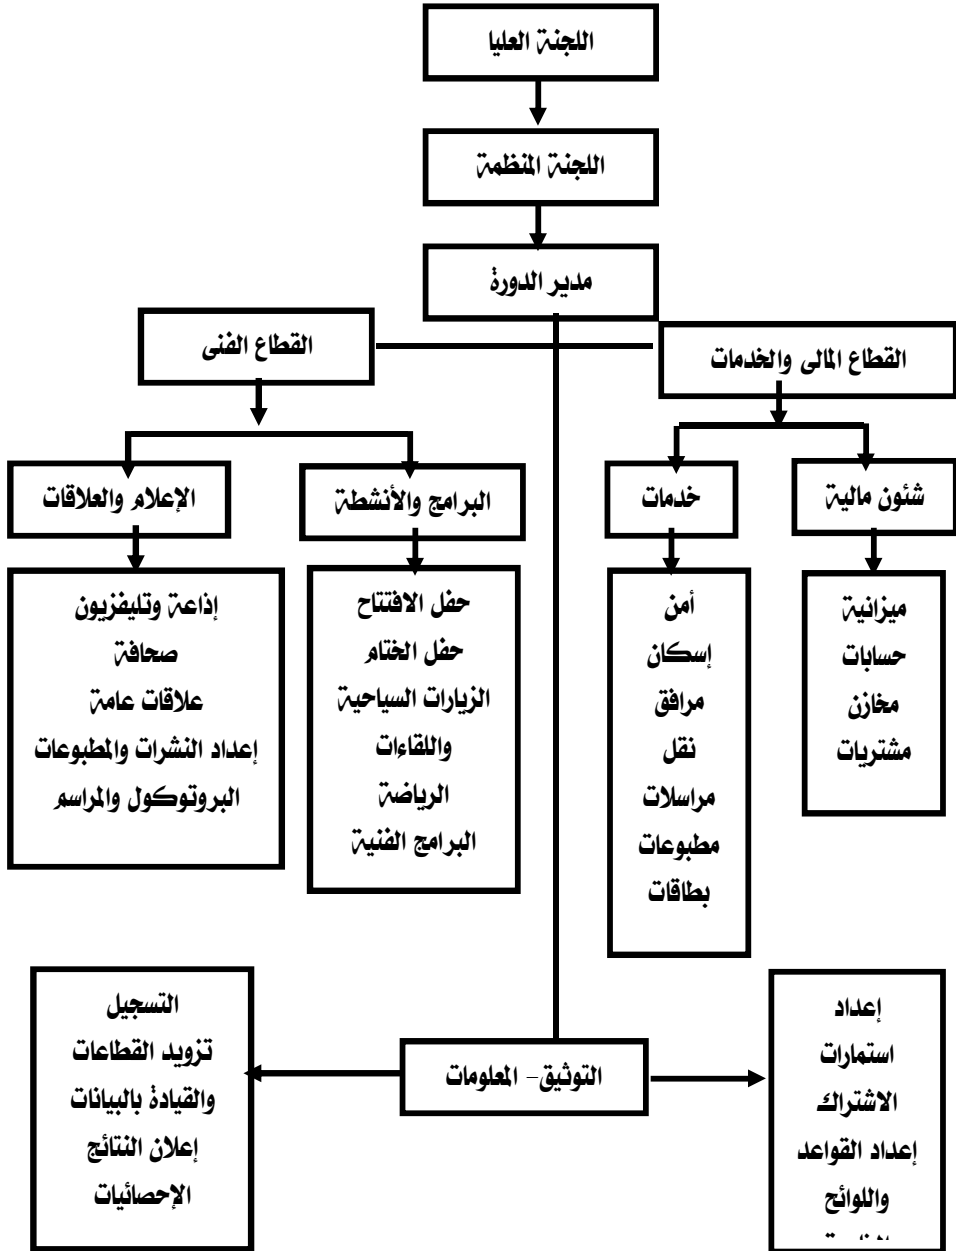 اللجنة العليا
اللجنة المنظمة
مدير الدورة
القطاع المالى والخدمات
القطاع الفنى
شئون مالية
خدمات
البرامج والأنشطة
الإعلام والعلاقات
ميزانية
حسابات
مخازن
مشتريات
أمن
إسكان
مرافق
نقل
مراسلات
مطبوعات
بطاقات
حفل الافتتاح
حفل الختام
الزيارات السياحية
واللقاءات
الرياضة
البرامج الفنية
إذاعة وتليفزيون
صحافة
علاقات عامة
إعداد النشرات والمطبوعات
البروتوكول والمراسم
التوثيق- المعلومات
إعداد
استمارات
الاشتراك
إعداد القواعد
واللوائح
التسجيل
تزويد القطاعات
والقيادة بالبيانات
إعلان النتائج
الإحصائيات